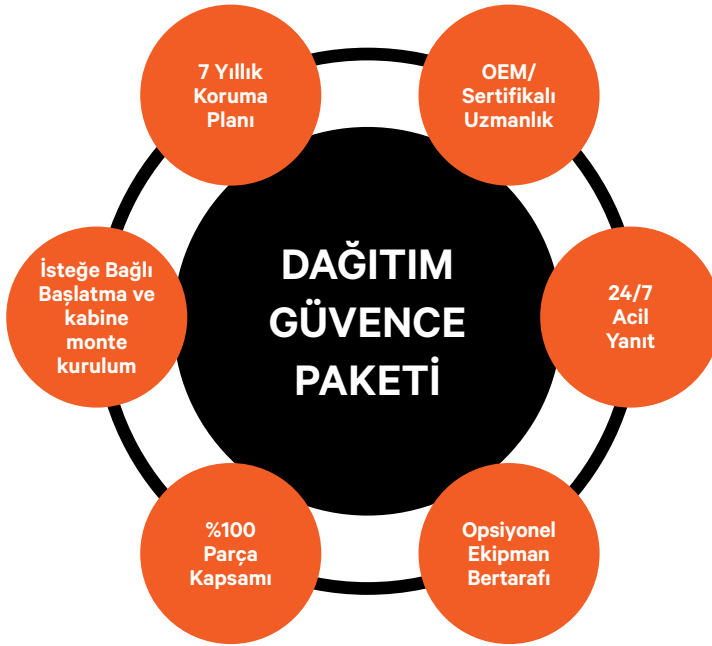 7 Yıllık
Koruma
Planı
OEM/
Sertifikalı
Uzmanlık
İsteğe Bağlı
Başlatma ve
kabine
monte
kurulum
DAĞITIM
GÜVENCE
PAKETİ
24/7
Acil
Yanıt
%100
Parça
Kapsamı
Opsiyonel
Ekipman
Bertarafı